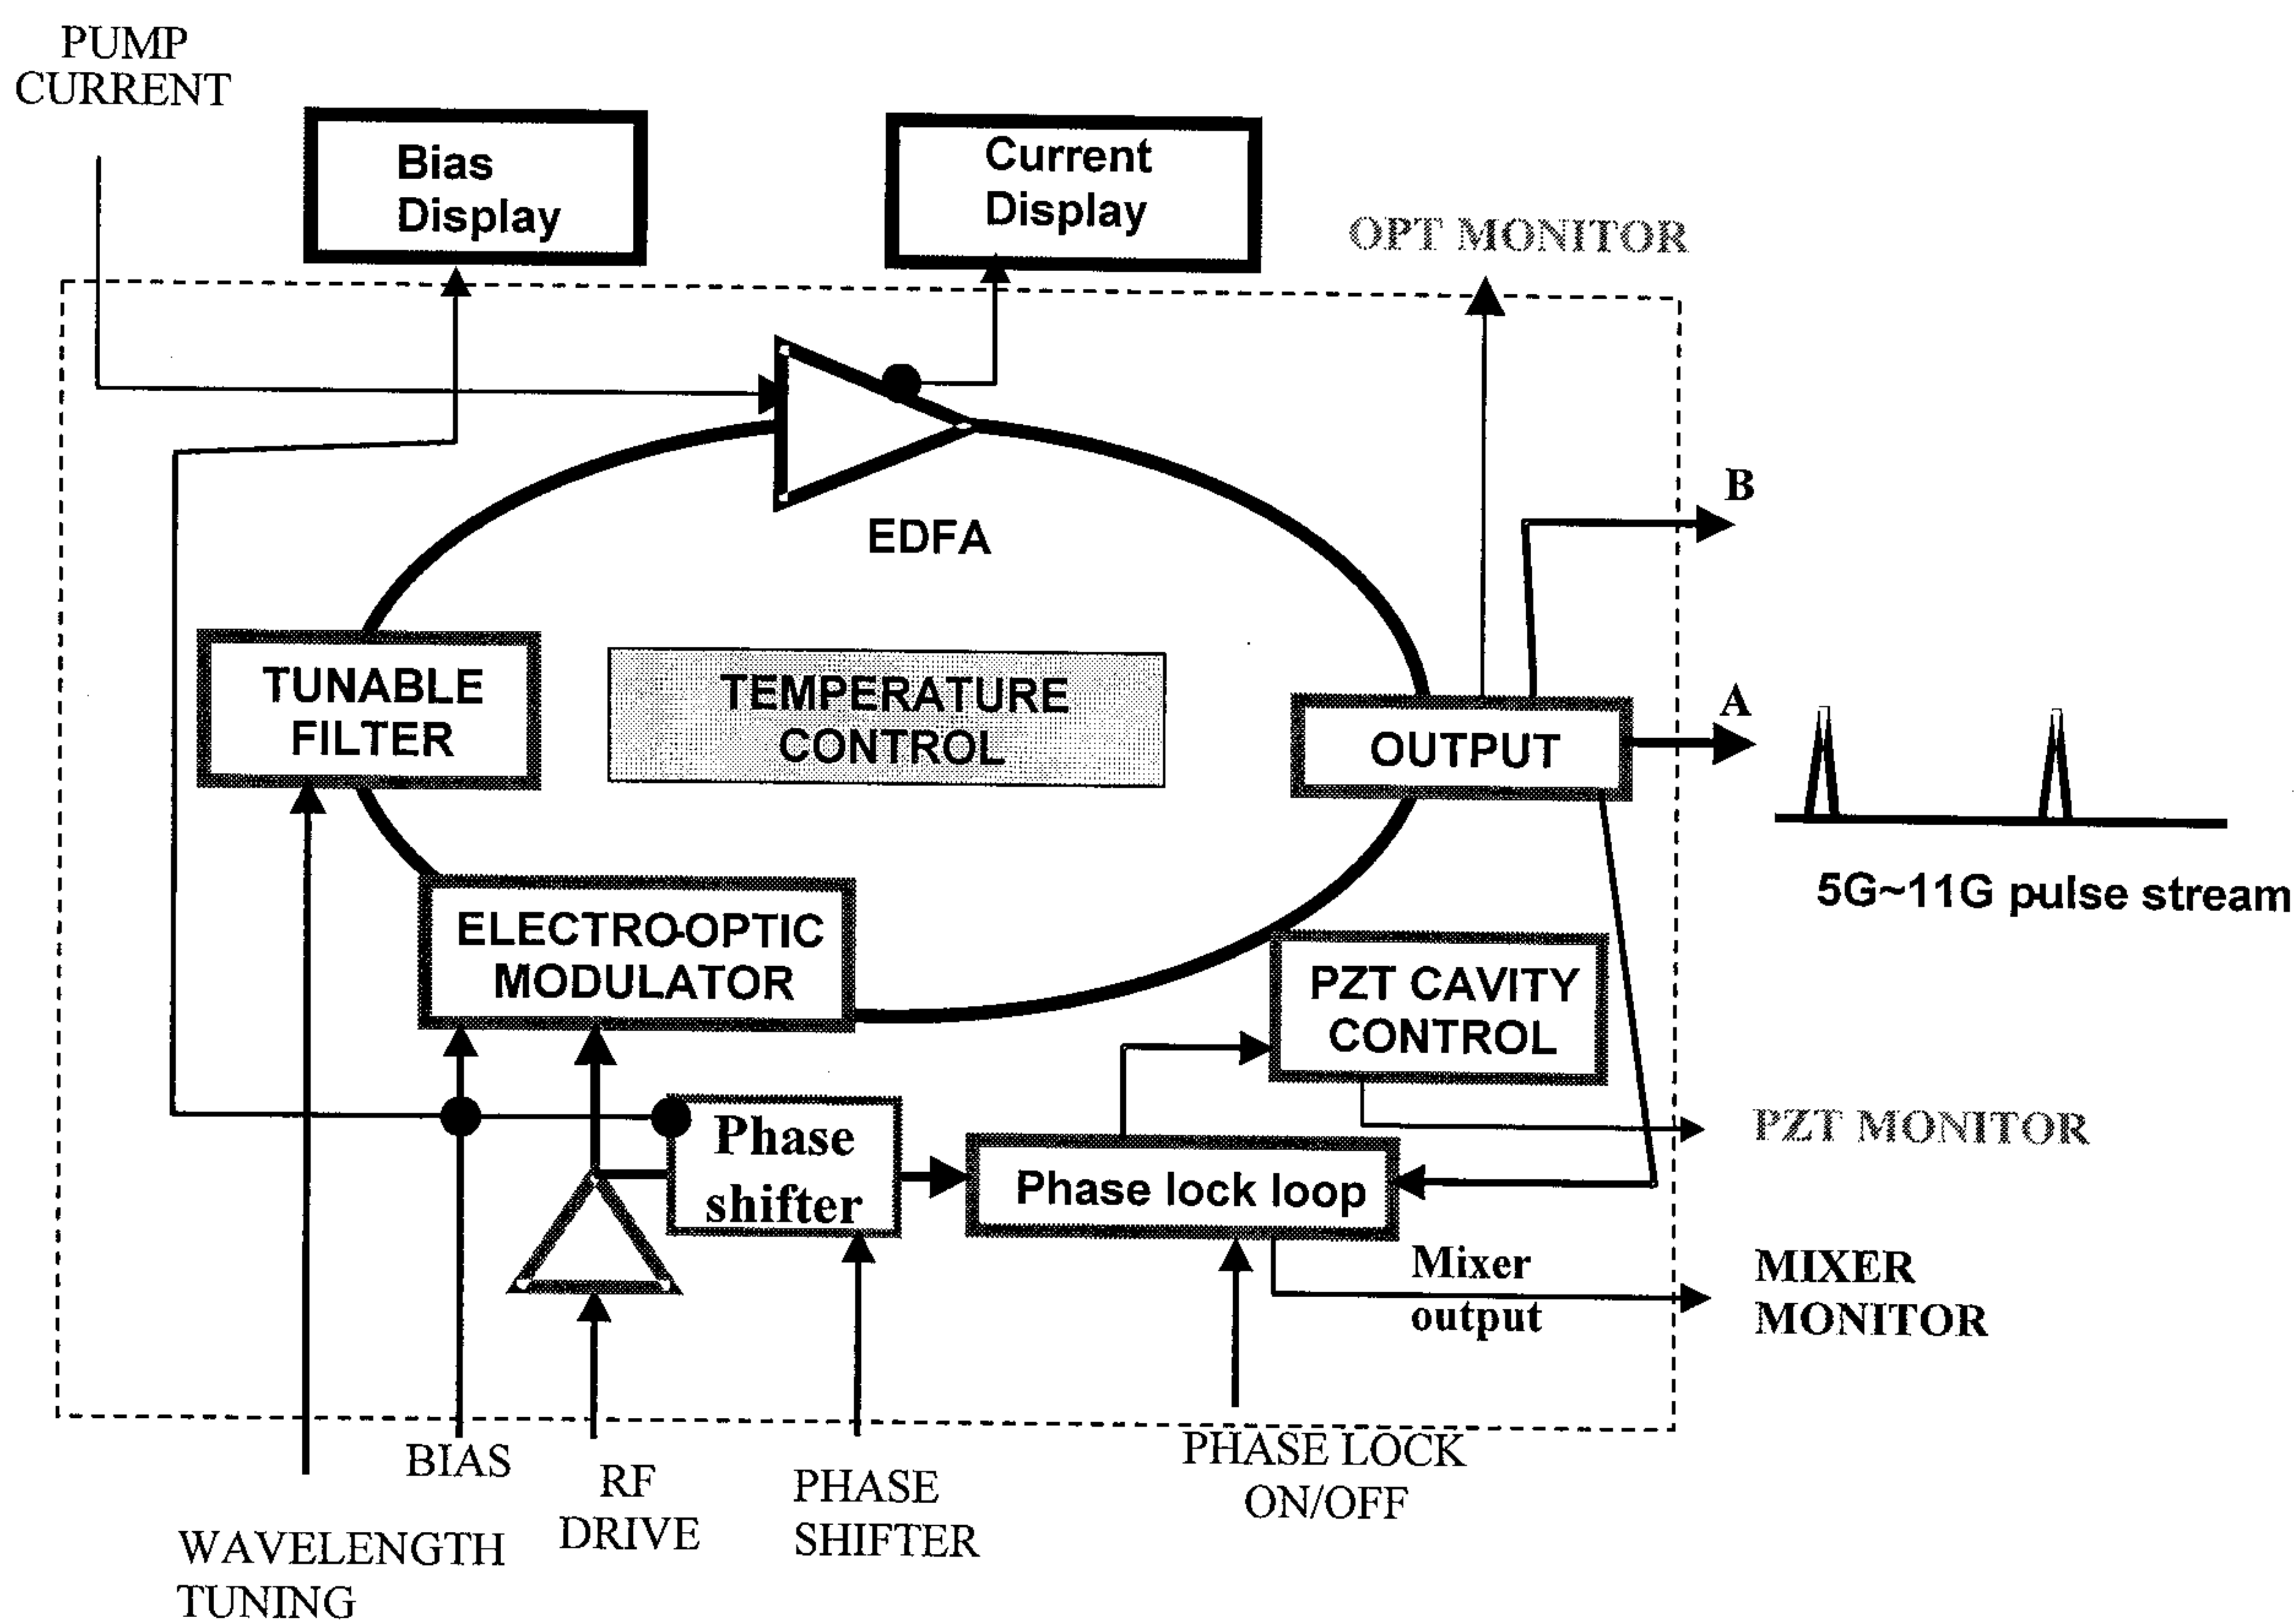 PUMP
CURRENT
Bias
Display
Current
Display
OPT MONITOR
B
EDFA
TUNABLE
FILTER
TEMPERATURE
CONTROL
A
OUTPUT
5G~11G pulse stream
ELECTRO-OPTIC
MODULATOR
PZT CAVITY
CONTROL
Phase
shifter
PZT MONITOR
Phase lock loop
Mixer
output
MIXER
MONITOR
BIAS
RF
DRIVE
PHASE
SHIFTER
PHASE LOCK
ON/OFF
WAVELENGTH
TUNING